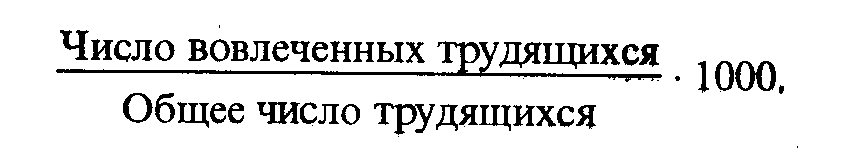 Число вовлеченных трудящихся
· 1000.
Общее число трудящихся